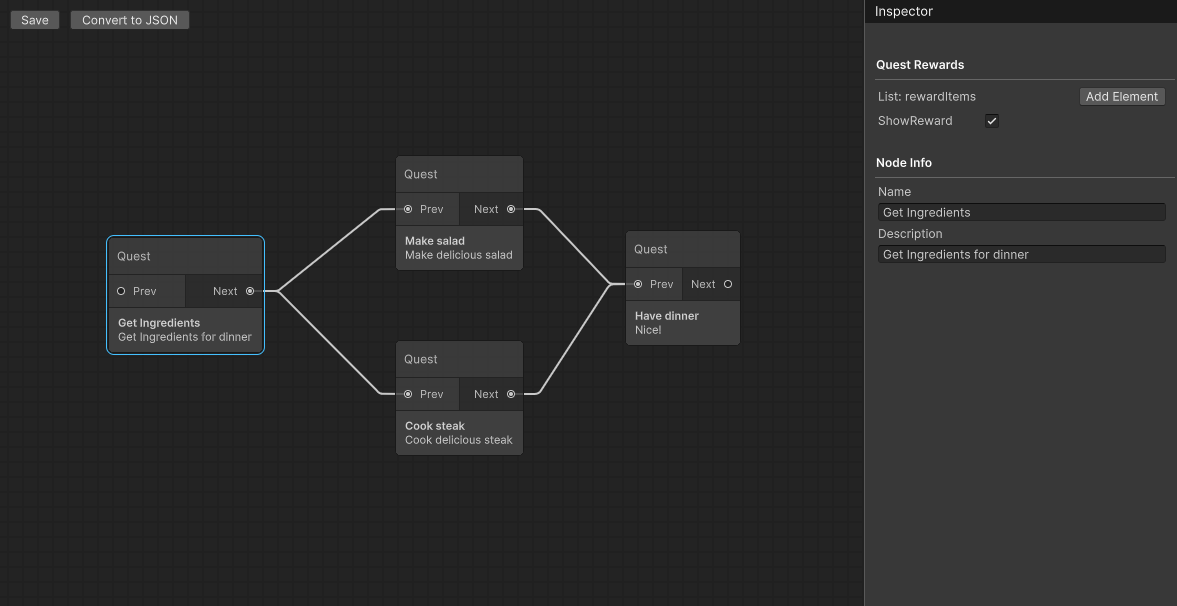 Save
Convert to JSON
Quest
Prev
Next
Get Ingredients
Get Ingredients for dinner
Quest
Prev
Next
Make salad
Make delicious salad
Quest
Prev
Next
Cook steak
Cook delicious steak
Quest
Prev
Next
Have dinner
Nice!
Inspector
Quest Rewards
List: rewardItems
Add Element
ShowReward
Node Info
Name
Get Ingredients
Description
Get Ingredients for dinner